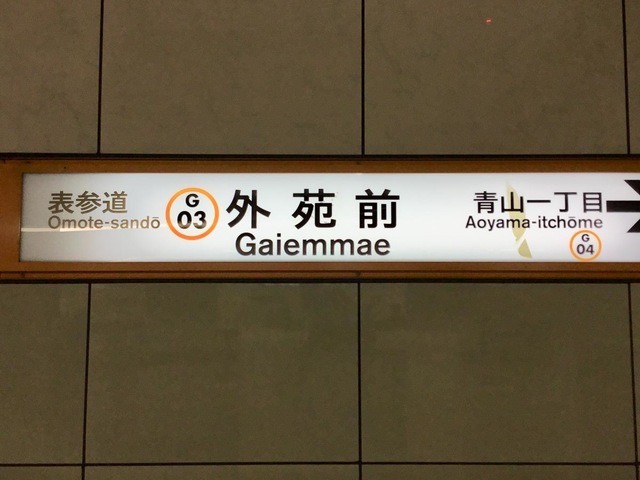 表参道
Omote-sandō
G
03
外苑前
Gaiemmae
青山一丁目
Aoyama-itchōme
G
04